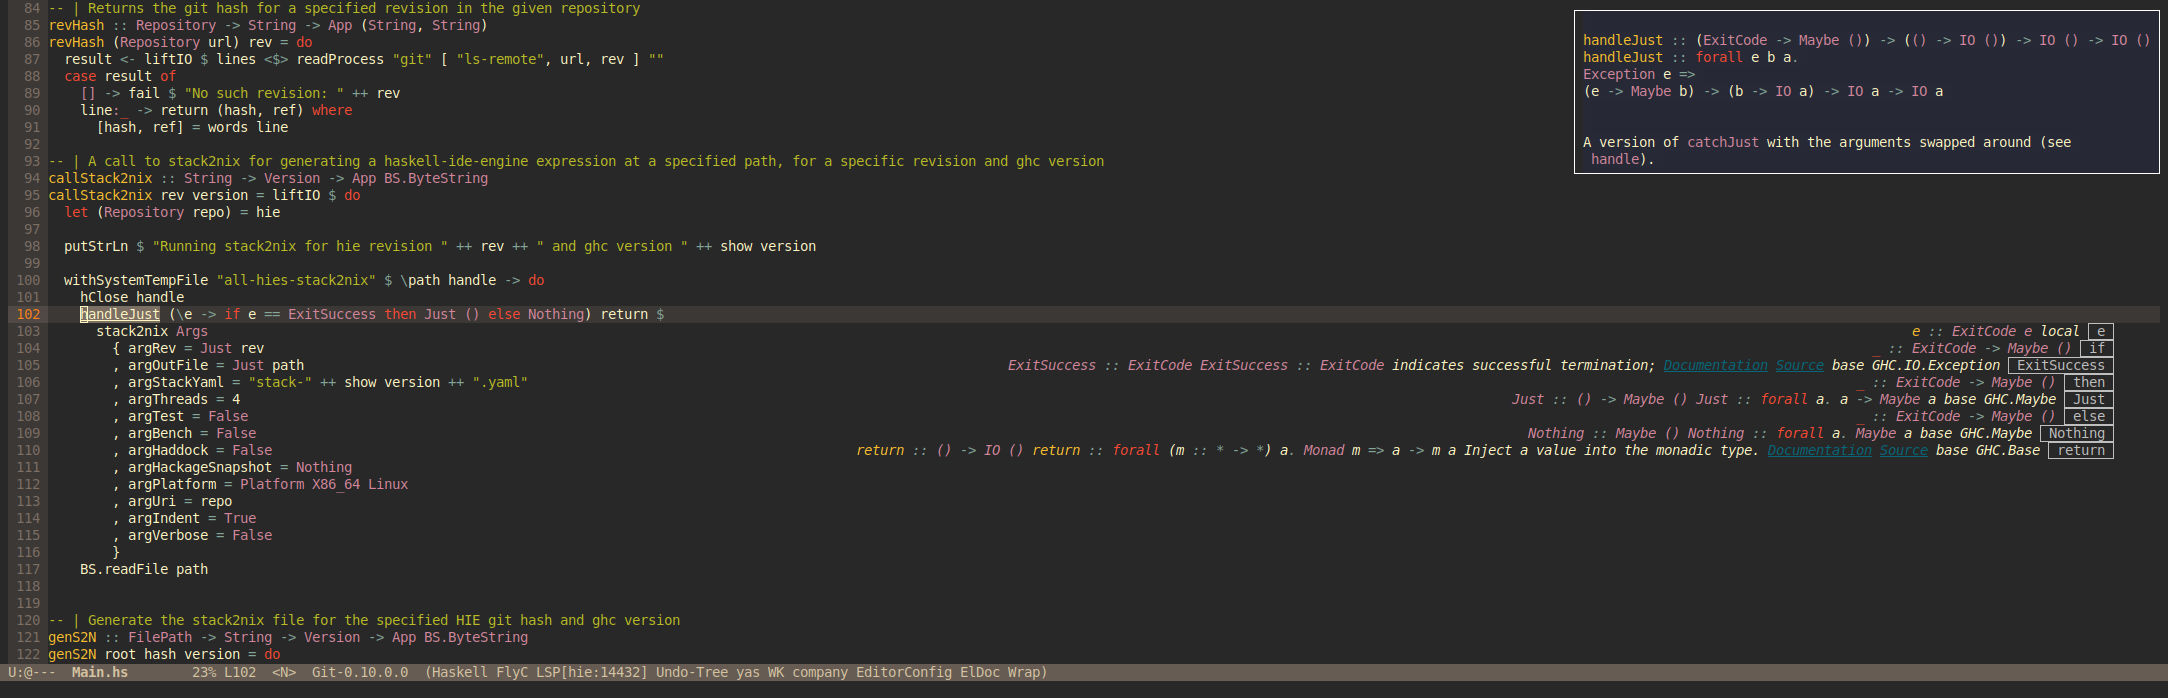 84 -- | Returns the git hash for a specified revision in the given repository
85 revHash :: Repository -> String -> App (String, String)
86 revHash (Repository url) rev = do
87   result <- liftIO $ lines <$> readProcess "git" [ "ls-remote", url, rev ] ""
88   case result of
89     [] -> fail $ "No such revision: " ++ rev
90     line:_ -> return (hash, ref) where
91       [hash, ref] = words line
92
93 -- | A call to stack2nix for generating a haskell-ide-engine expression at a specified path, for a specific revision and ghc version
94 callStack2nix :: String -> Version -> App BS.ByteString
95 callStack2nix rev version = liftIO $ do
96   let (Repository repo) = hie
97
98   putStrLn $ "Running stack2nix for hie revision " ++ rev ++ " and ghc version " ++ show version
99
100   withSystemTempFile "all-hies-stack2nix" $ \path handle -> do
101     hClose handle
102     handleJust (\e -> if e == ExitSuccess then Just () else Nothing) return $
103       stack2nix Args
104         { argRev = Just rev
105         , argOutFile = Just path
106         , argStackYaml = "stack-" ++ show version ++ ".yaml"
107         , argThreads = 4
108         , argTest = False
109         , argBench = False
110         , argHaddock = False
111         , argHackageSnapshot = Nothing
112         , argPlatform = Platform X86_64 Linux
113         , argUri = repo
114         , argIndent = True
115         , argVerbose = False
116         }
117     BS.readFile path
118
119
120 -- | Generate the stack2nix file for the specified HIE git hash and ghc version
121 genS2N :: FilePath -> String -> Version -> App BS.ByteString
122 genS2N root hash version = do
handleJust :: (ExitCode -> Maybe ()) -> (() -> IO ()) -> IO () -> IO ()
handleJust :: forall e b a.
Exception e =>
(e -> Maybe b) -> (b -> IO a) -> IO a -> IO a
A version of catchJust with the arguments swapped around (see
handle).
e :: ExitCode e local e
_ :: ExitCode -> Maybe () if
ExitSuccess :: ExitCode ExitSuccess :: ExitCode indicates successful termination; Documentation Source base GHC.IO.Exception ExitSuccess
_ :: ExitCode -> Maybe () then
Just :: () -> Maybe () Just :: forall a. a -> Maybe a base GHC.Maybe Just
_ :: ExitCode -> Maybe () else
Nothing :: Maybe () Nothing :: forall a. Maybe a base GHC.Maybe Nothing
return :: () -> IO () return :: forall (m :: * -> *) a. Monad m => a -> m a Inject a value into the monadic type. Documentation Source base GHC.Base return
U:@--- Main.hs 23% L102 <N> Git-0.10.0.0 (Haskell FlyC LSP[hie:14432] Undo-Tree yas WK company EditorConfig ElDoc Wrap)